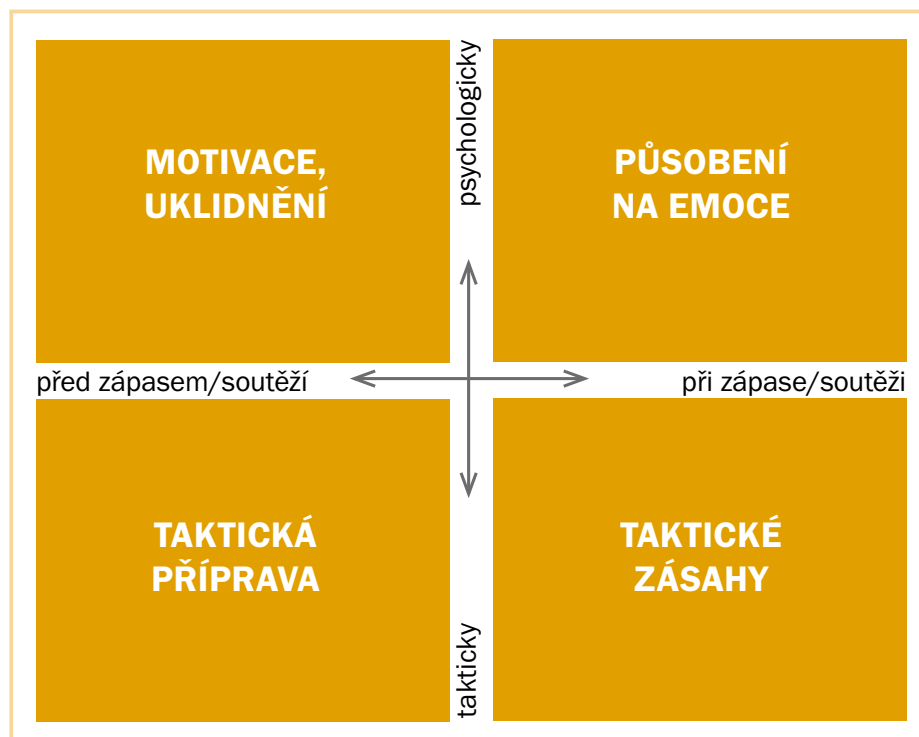 MOTIVACE,
UKLIDNĚNÍ
psychologicky
PŮSOBENÍ
NA EMOCE
před zápasem/soutěží
při zápase/soutěži
TAKTICKÁ
PŘÍPRAVA
takticky
TAKTICKÉ
ZÁSAHY